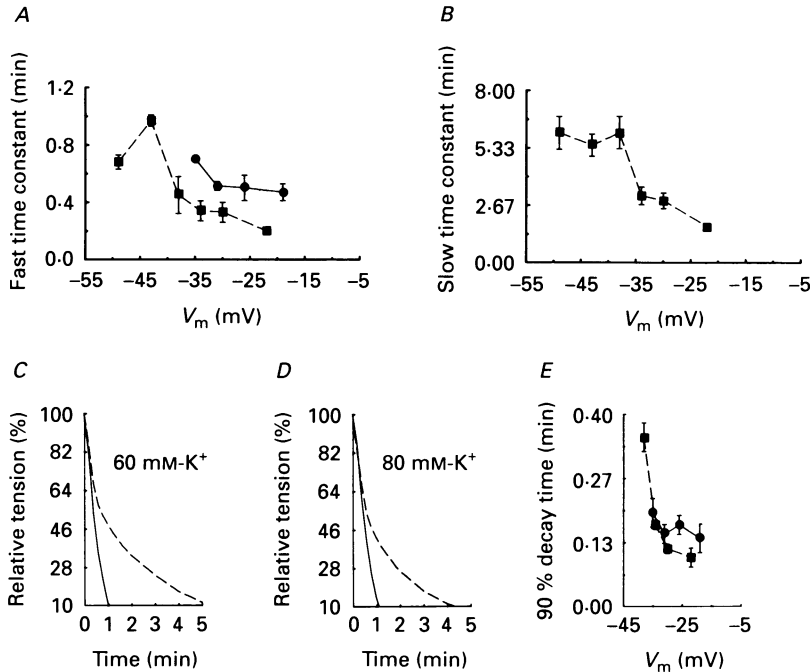 A
Fast time constant (min)
1·2
0·8
0·4
0·0
−55 −45 −35 −25 −15 −5
Vm (mV)
B
Slow time constant (min)
8·00
5·33
2·67
0·00
−55 −45 −35 −25 −15 −5
Vm (mV)
C
Relative tension (%)
100
82
64
46
28
10
60 mM-K+
0 1 2 3 4 5
Time (min)
D
Relative tension (%)
100
82
64
46
28
10
80 mM-K+
0 1 2 3 4 5
Time (min)
E
90 % decay time (min)
0·40
0·27
0·13
0·00
−45 −25 −5
Vm (mV)